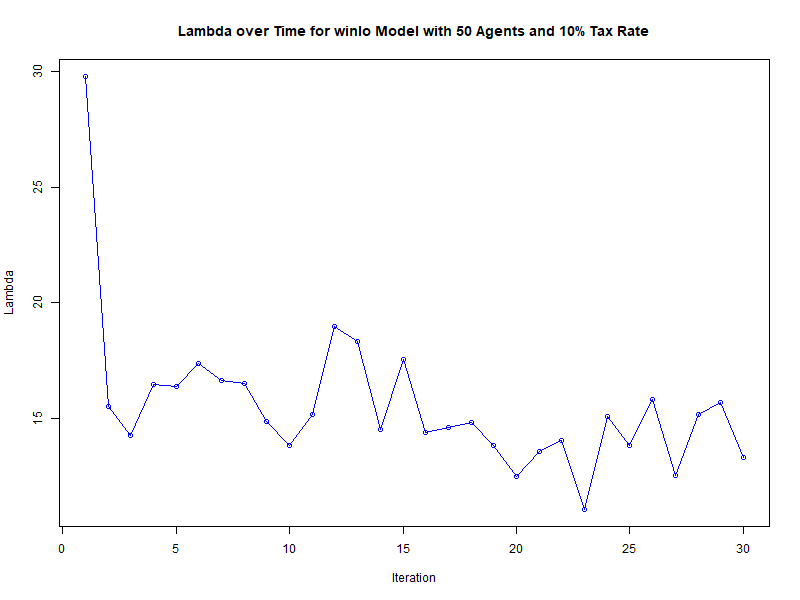 Lambda over Time for winlo Model with 50 Agents and 10% Tax Rate
30
25
20
15
Lambda
0 5 10 15 20 25 30
Iteration